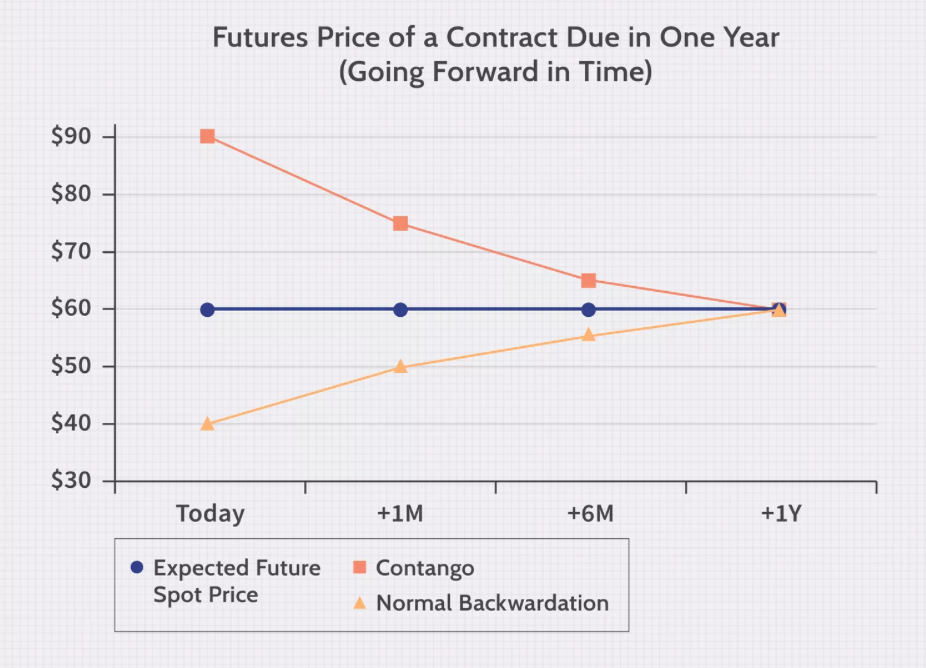 Futures Price of a Contract Due in One Year
(Going Forward in Time)
$90
$80
$70
$60
$50
$40
$30
Today
+1M
+6M
+1Y
Expected Future
Spot Price
Contango
Normal Backwardation